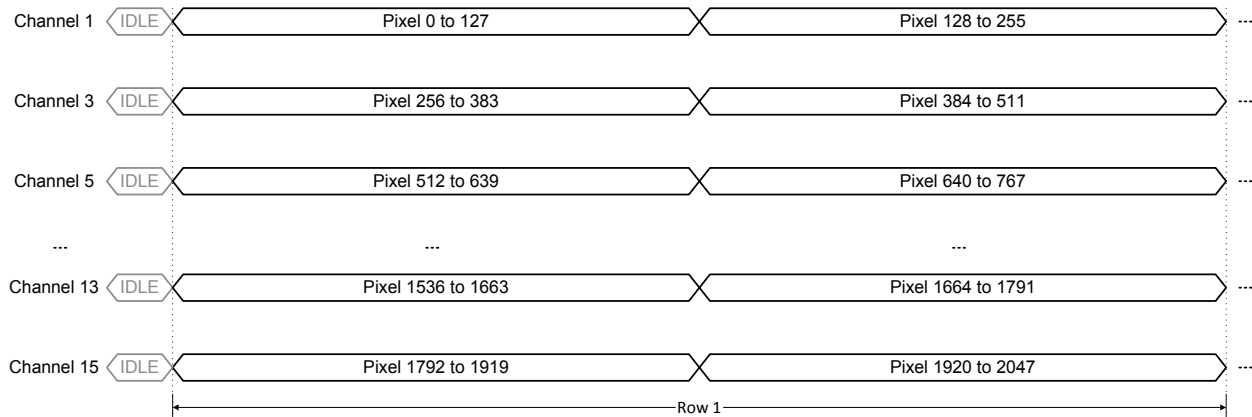 Channel 1 IDLE Pixel 0 to 127 Pixel 128 to 255 ---
Channel 3 IDLE Pixel 256 to 383 Pixel 384 to 511 ---
Channel 5 IDLE Pixel 512 to 639 Pixel 640 to 767 ---
--- --- ---
Channel 13 IDLE Pixel 1536 to 1663 Pixel 1664 to 1791 ---
Channel 15 IDLE Pixel 1792 to 1919 Pixel 1920 to 2047 ---
Row 1